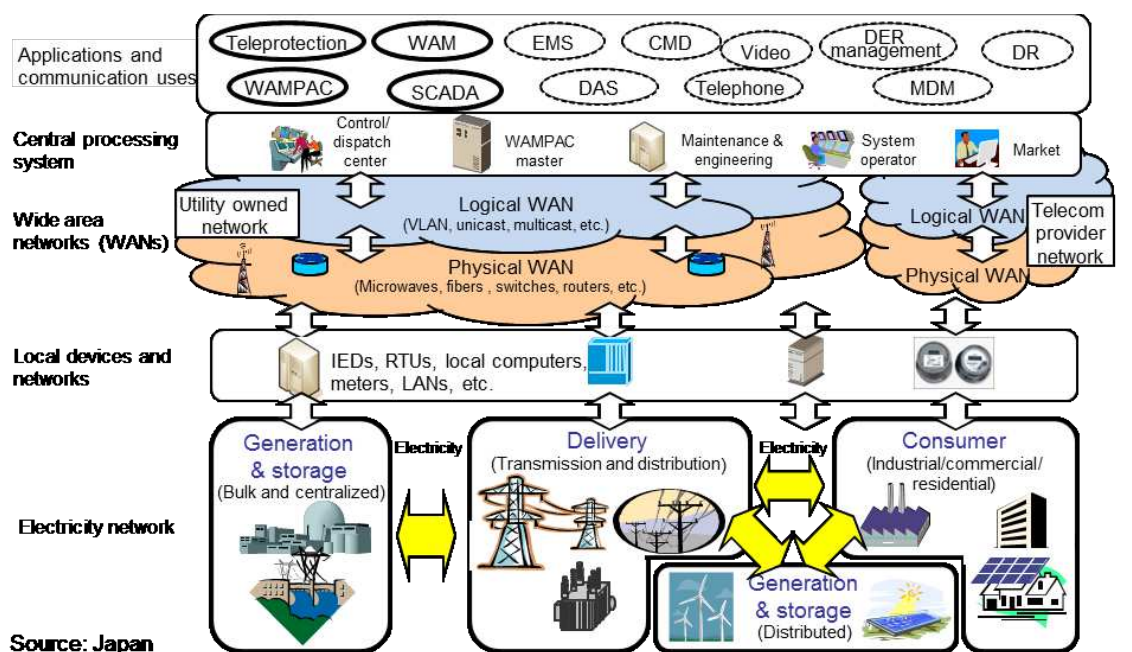 Applications and
communication uses
Teleprotection
WAM
EMS
CMD
Video
DER
management
DR
WAMPAC
SCADA
DAS
Telephone
MDM
Central processing
system
Control/
dispatch
center
WAMPAC
master
Maintenance &
engineering
System
operator
Market
Wide area
networks (WANs)
Utility owned
network
Logical WAN
(VLAN, unicast, multicast, etc.)
Physical WAN
(Microwaves, fibers , switches, routers, etc.)
Logical WAN
Physical WAN
Telecom
provider
network
Local devices and
networks
IEDs, RTUs, local computers,
meters, LANs, etc.
Electricity network
Generation
& storage
(Bulk and centralized)
Electricity
Delivery
(Transmission and distribution)
Electricity
Consumer
(Industrial/commercial/
residential)
Generation
& storage
(Distributed)
Source: Japan